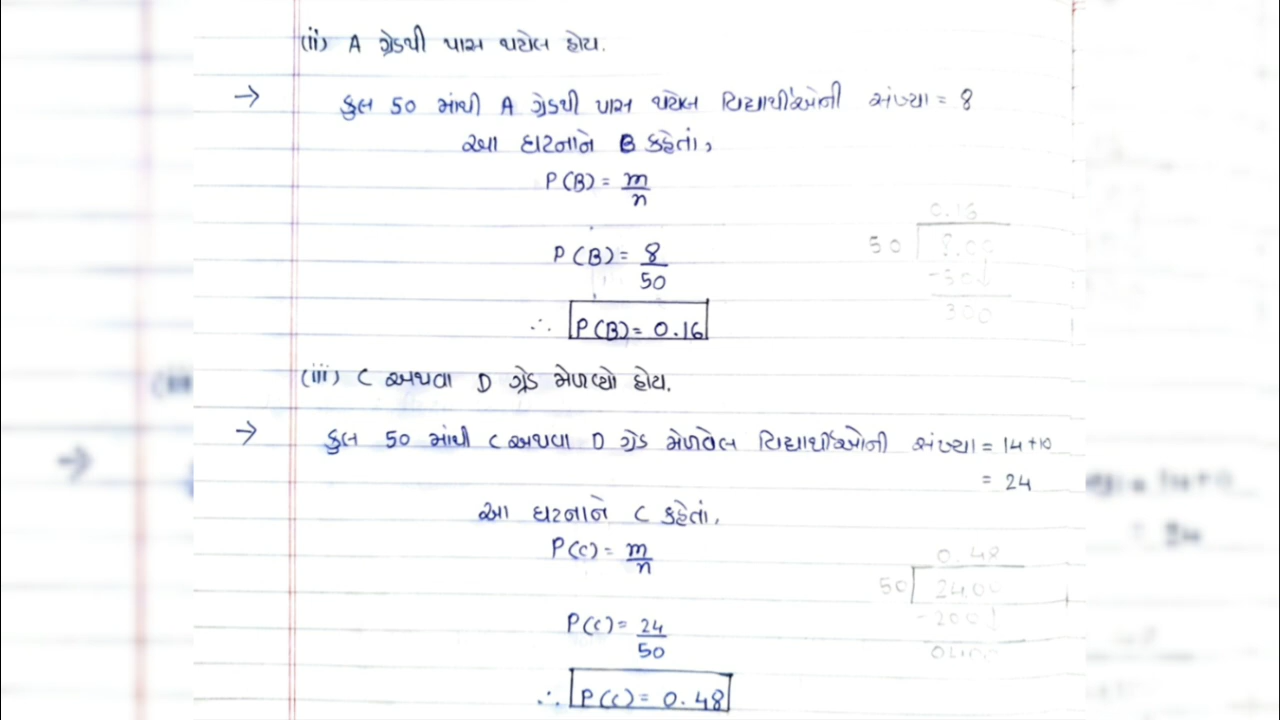 (ii) A ગ્રેડથી પાસ થયેલ હોય.
→ કુલ 50 માંથી A ગ્રેડથી પાસ થયેલ વિદ્યાર્થીઓની સંખ્યા = 8
આ ઘટનાને B કહેતાં,
P(B) = m/n
P(B) = 8/50
∴ P(B) = 0.16
0.16
50 8.00
-50↓
300
(iii) C અથવા D ગ્રેડ મેળવ્યો હોય.
→ કુલ 50 માંથી C અથવા D ગ્રેડ મેળવેલ વિદ્યાર્થીઓની સંખ્યા = 14+10
= 24
આ ઘટનાને C કહેતાં,
P(C) = m/n
P(C) = 24/50
∴ P(C) = 0.48
0.48
50 24.00
-200↓
0400